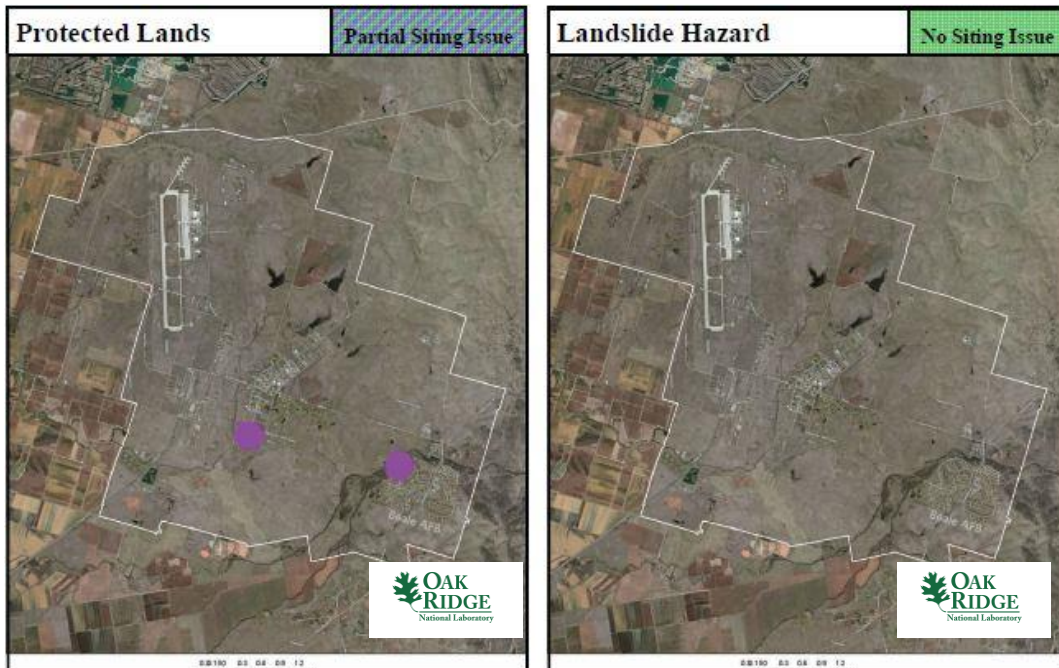 Protected Lands
Partial Siting Issue
Beale AFB
OAK
RIDGE
National Laboratory
Landslide Hazard
No Siting Issue
Beale AFB
OAK
RIDGE
National Laboratory